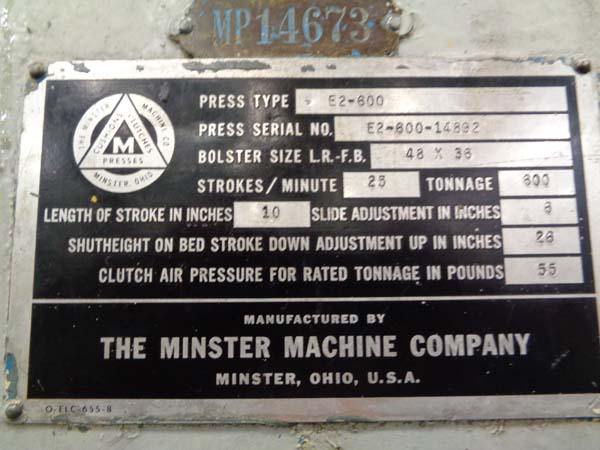 MP14673
THE MINSTER MACHINE CO.
CUSHIONS CLUTCHES
M
PRESSES
MINSTER, OHIO
PRESS TYPE E2-600
PRESS SERIAL NO. E2-600-14892
BOLSTER SIZE L.R.-F.B. 48 X 36
STROKES/MINUTE 25 TONNAGE 600
LENGTH OF STROKE IN INCHES 10 SLIDE ADJUSTMENT IN INCHES 6
SHUTHEIGHT ON BED STROKE DOWN ADJUSTMENT UP IN INCHES 26
CLUTCH AIR PRESSURE FOR RATED TONNAGE IN POUNDS 55
MANUFACTURED BY
THE MINSTER MACHINE COMPANY
MINSTER, OHIO, U.S.A.
O-ELC-655-B